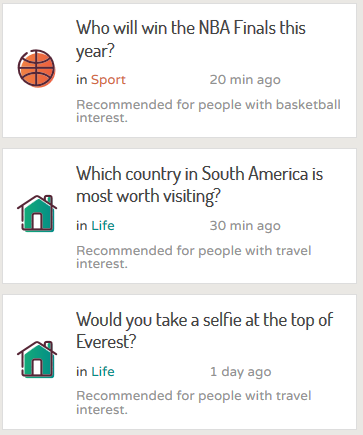 Who will win the NBA Finals this
year?
in Sport 20 min ago
Recommended for people with basketball
interest.
Which country in South America is
most worth visiting?
in Life 30 min ago
Recommended for people with travel
interest.
Would you take a selfie at the top of
Everest?
in Life 1 day ago
Recommended for people with travel
interest.